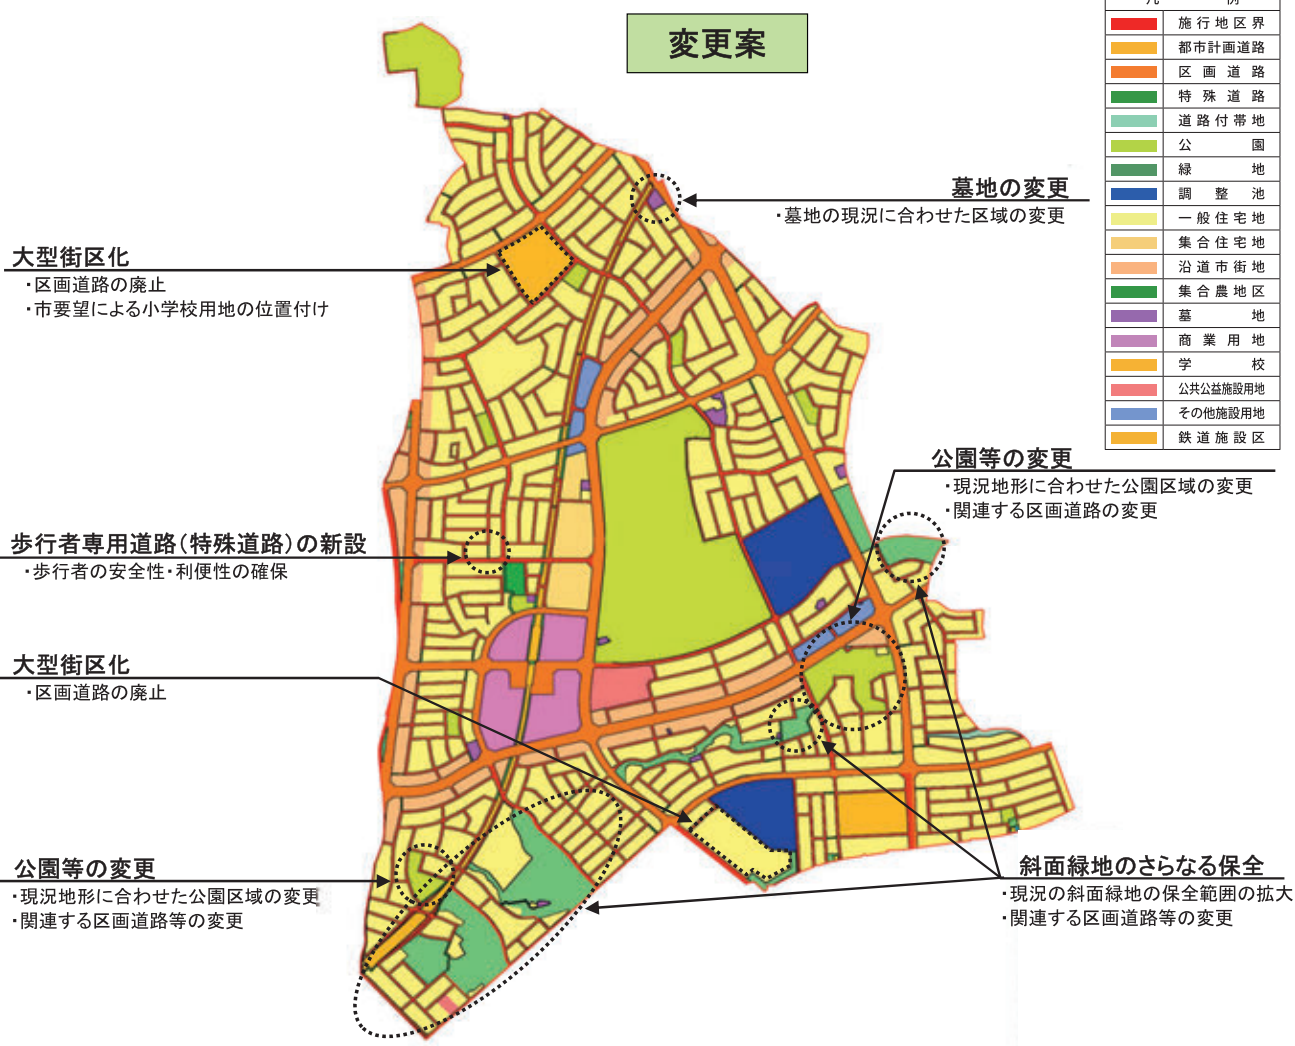 変更案
凡 例
施行地区界
都市計画道路
区画道路
特殊道路
道路付帯地
公園
緑地
調整池
一般住宅地
集合住宅地
沿道市街地
集合農地区
墓地
商業用地
学校
公共公益施設用地
その他施設用地
鉄道施設区
墓地の変更
・墓地の現況に合わせた区域の変更
大型街区化
・区画道路の廃止
・市要望による小学校用地の位置付け
公園等の変更
・現況地形に合わせた公園区域の変更
・関連する区画道路の変更
歩行者専用道路(特殊道路)の新設
・歩行者の安全性・利便性の確保
大型街区化
・区画道路の廃止
公園等の変更
・現況地形に合わせた公園区域の変更
・関連する区画道路等の変更
斜面緑地のさらなる保全
・現況の斜面緑地の保全範囲の拡大
・関連する区画道路等の変更